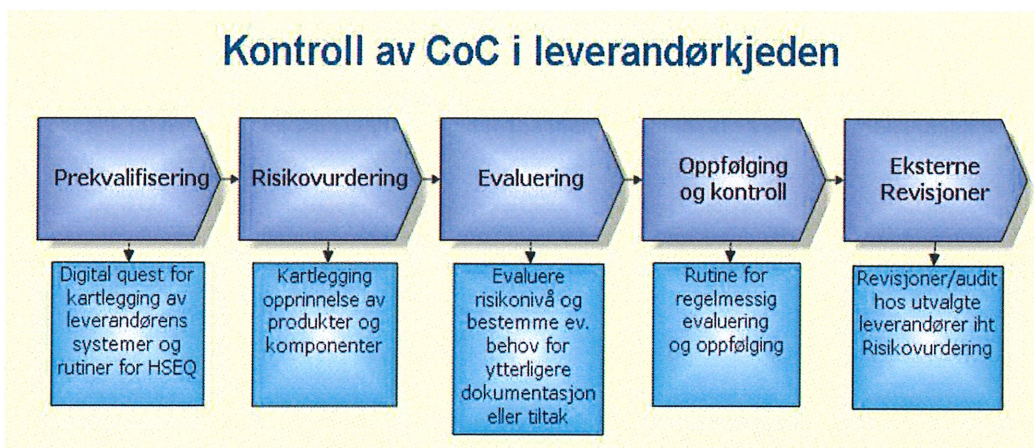 Kontroll av CoC i leverandørkjeden
Prekvalifisering
Risikovurdering
Evaluering
Oppfølging
og kontroll
Eksterne
Revisjoner
Digital quest for
kartlegging av
leverandørens
systemer og
rutiner for HSEQ
Kartlegging
opprinnelse av
produkter og
komponenter
Evaluere
risikonivå og
bestemme ev.
behov for
ytterligere
dokumentasjon
eller tiltak
Rutine for
regelmessig
evaluering
og oppfølging
Revisjoner/audit
hos utvalgte
leverandører iht
Risikovurdering